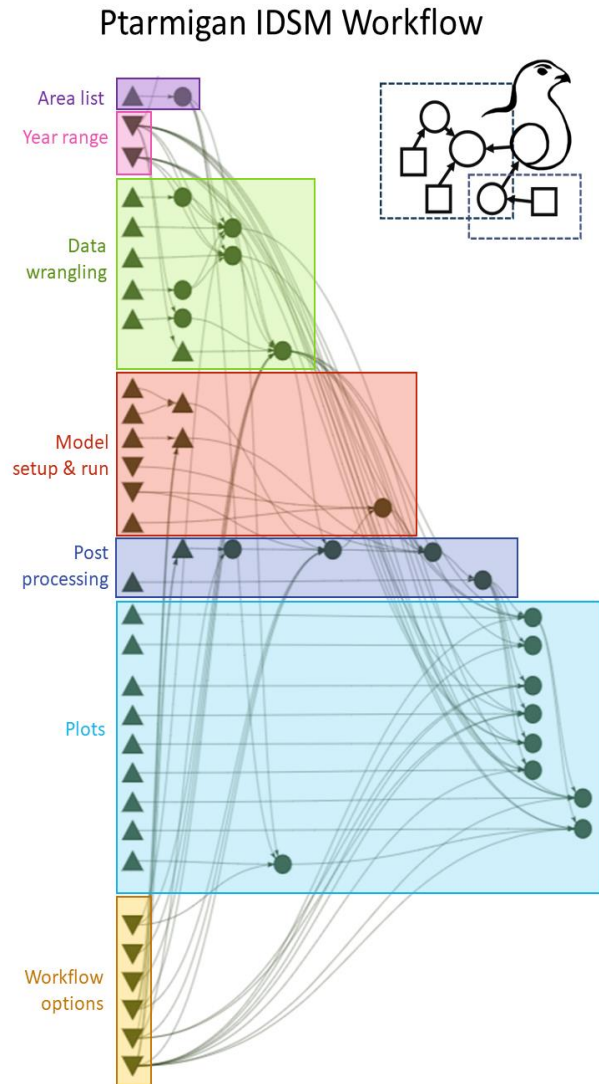 Ptarmigan IDSM Workflow
Area list
Year range
Data
wrangling
Model
setup & run
Post
processing
Plots
Workflow
options